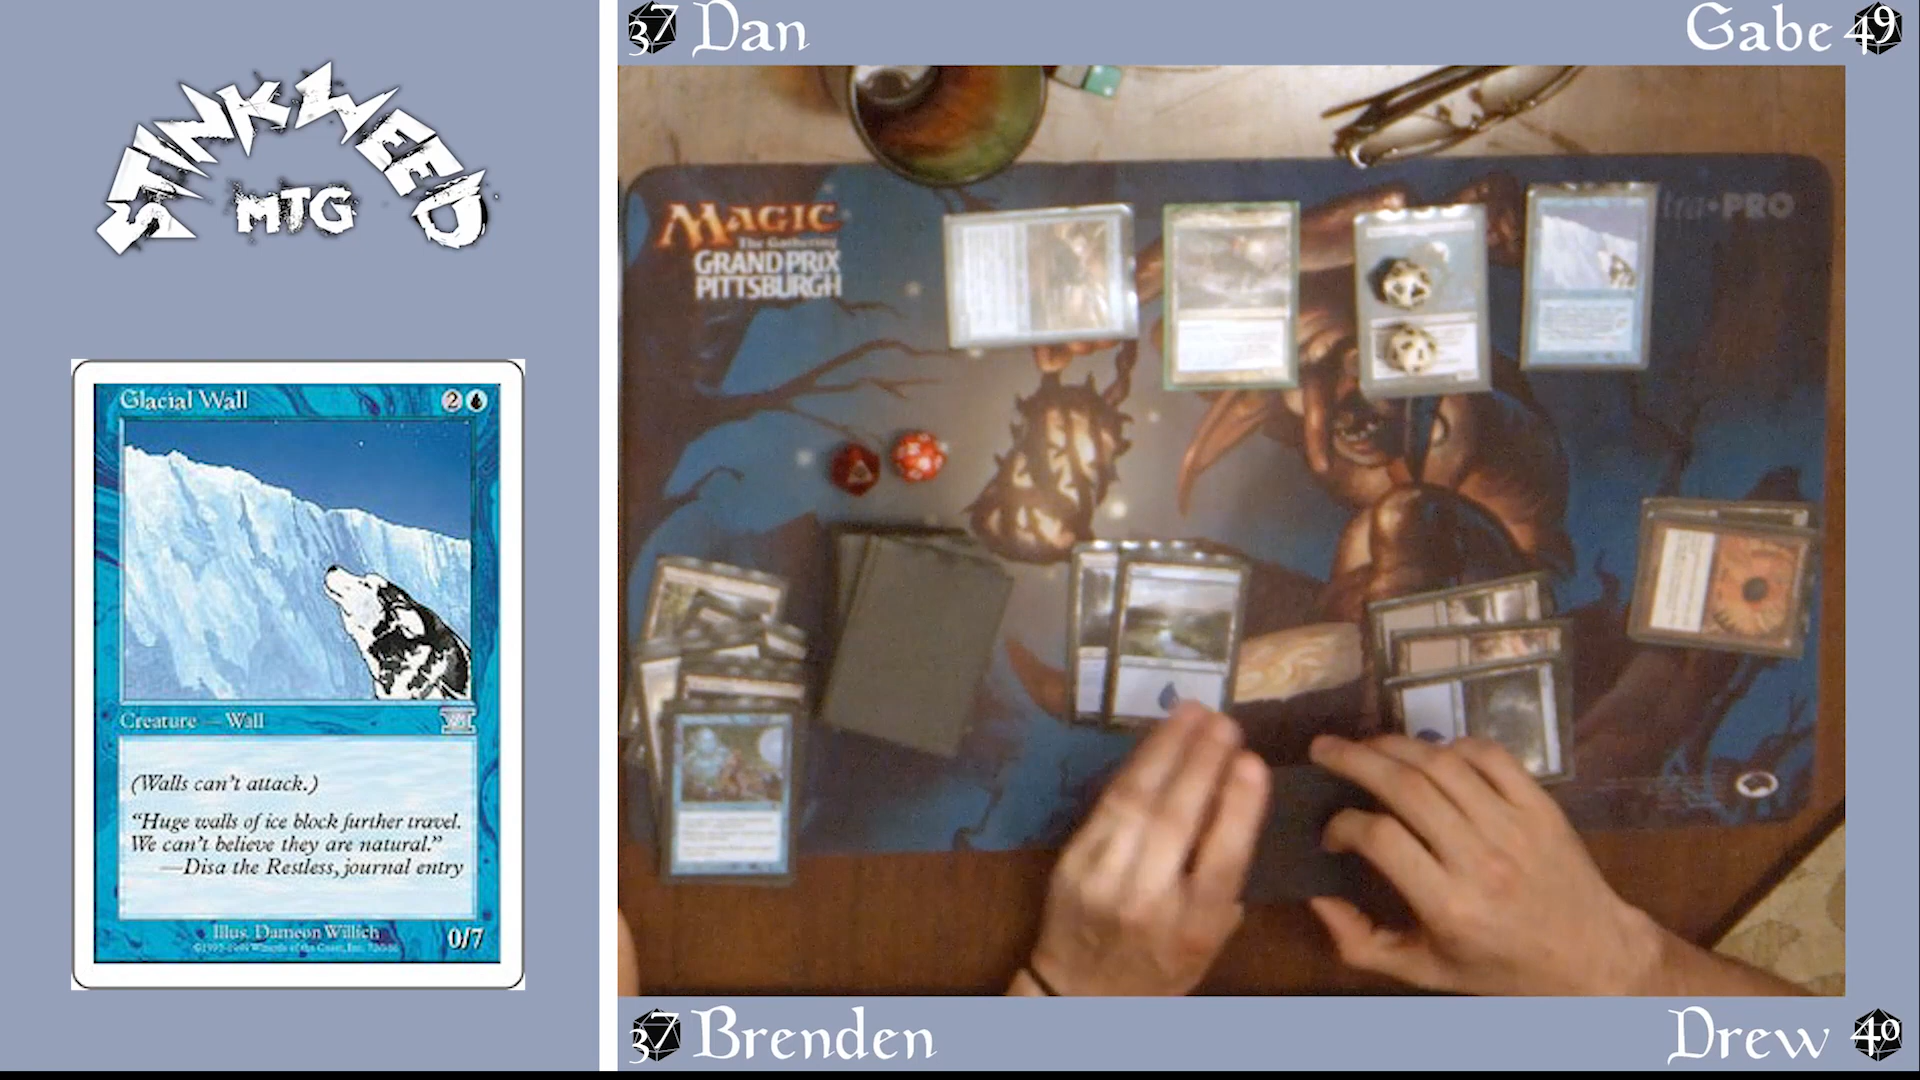 STINKWEED
MTG
Glacial Wall 2
Creature — Wall
(Walls can't attack.)
"Huge walls of ice block further travel.
We can't believe they are natural."
—Disa the Restless, journal entry
Illus. Dameon Willich
0/7
37 Dan
Gabe 49
MAGIC
The Gathering
GRAND PRIX
PITTSBURGH
PRO
37 Brenden
Drew 40